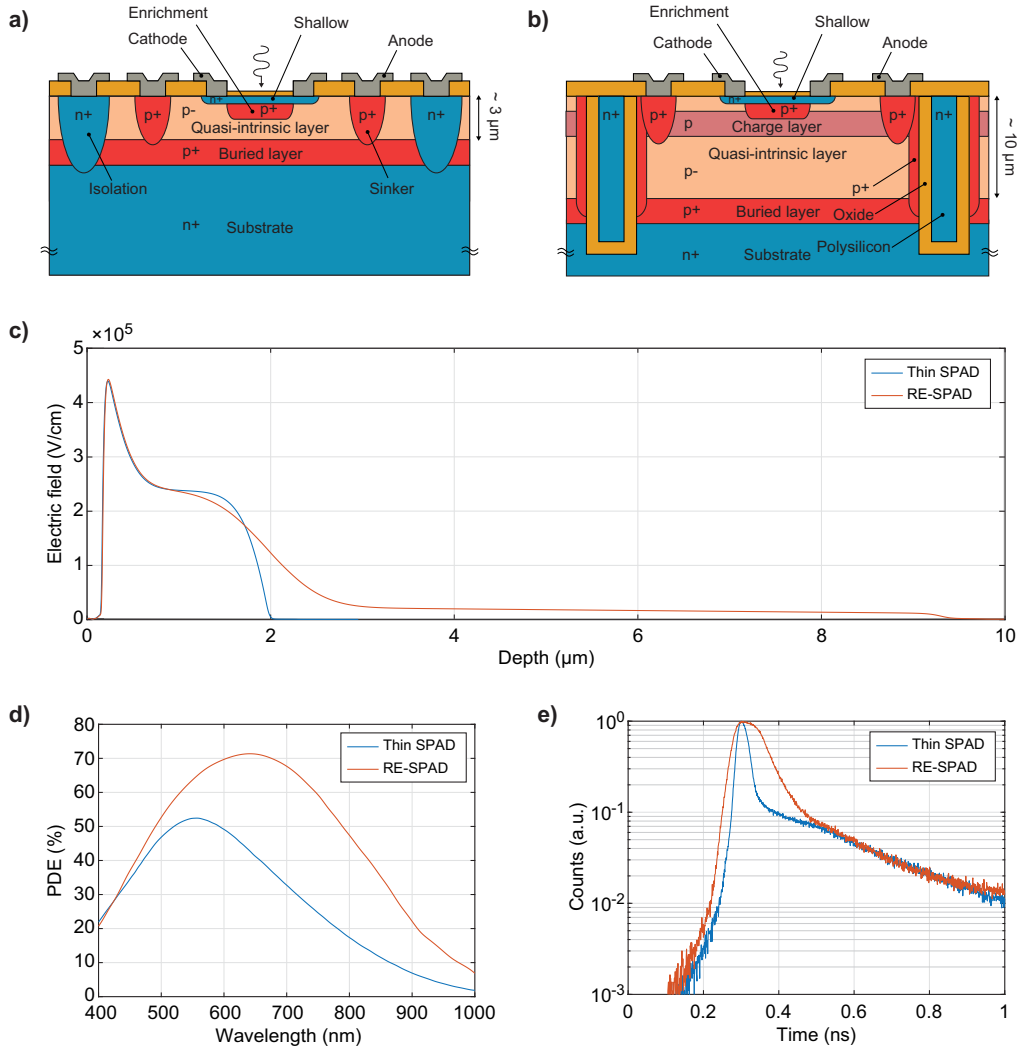 a)
Enrichment
Shallow
Cathode
Anode
n+
p+
p-
n+
p+
p+
n+
~ 3 µm
Quasi-intrinsic layer
p+
Buried layer
Isolation
Sinker
n+
Substrate
b)
Enrichment
Shallow
Cathode
Anode
n+
p+
n+
p+
p+
n+
~ 10 µm
p
Charge layer
Quasi-intrinsic layer
p-
p+
p+
Buried layer
Oxide
Polysilicon
n+
Substrate
c)
×10⁵
5
4
3
2
1
0
Electric field (V/cm)
Thin SPAD
RE-SPAD
0 2 4 6 8 10
Depth (µm)
d)
80
70
60
50
40
30
20
10
0
PDE (%)
Thin SPAD
RE-SPAD
400 500 600 700 800 900 1000
Wavelength (nm)
e)
10⁰
10⁻¹
10⁻²
10⁻³
Counts (a.u.)
Thin SPAD
RE-SPAD
0 0.2 0.4 0.6 0.8 1
Time (ns)